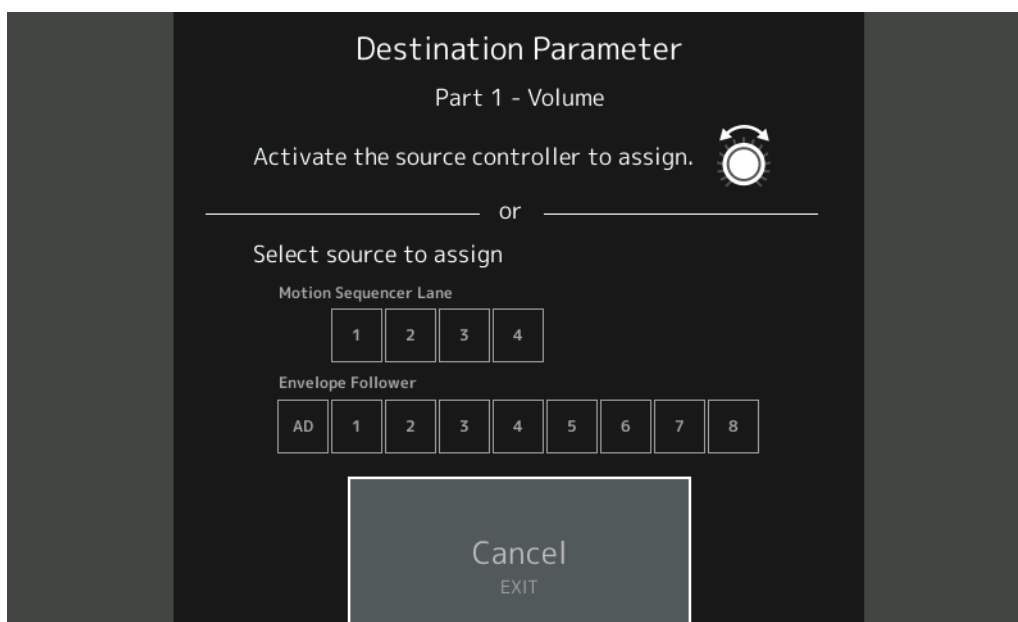 Destination Parameter
Part 1 - Volume
Activate the source controller to assign.
or
Select source to assign
Motion Sequencer Lane
1 2 3 4
Envelope Follower
AD 1 2 3 4 5 6 7 8
Cancel
EXIT